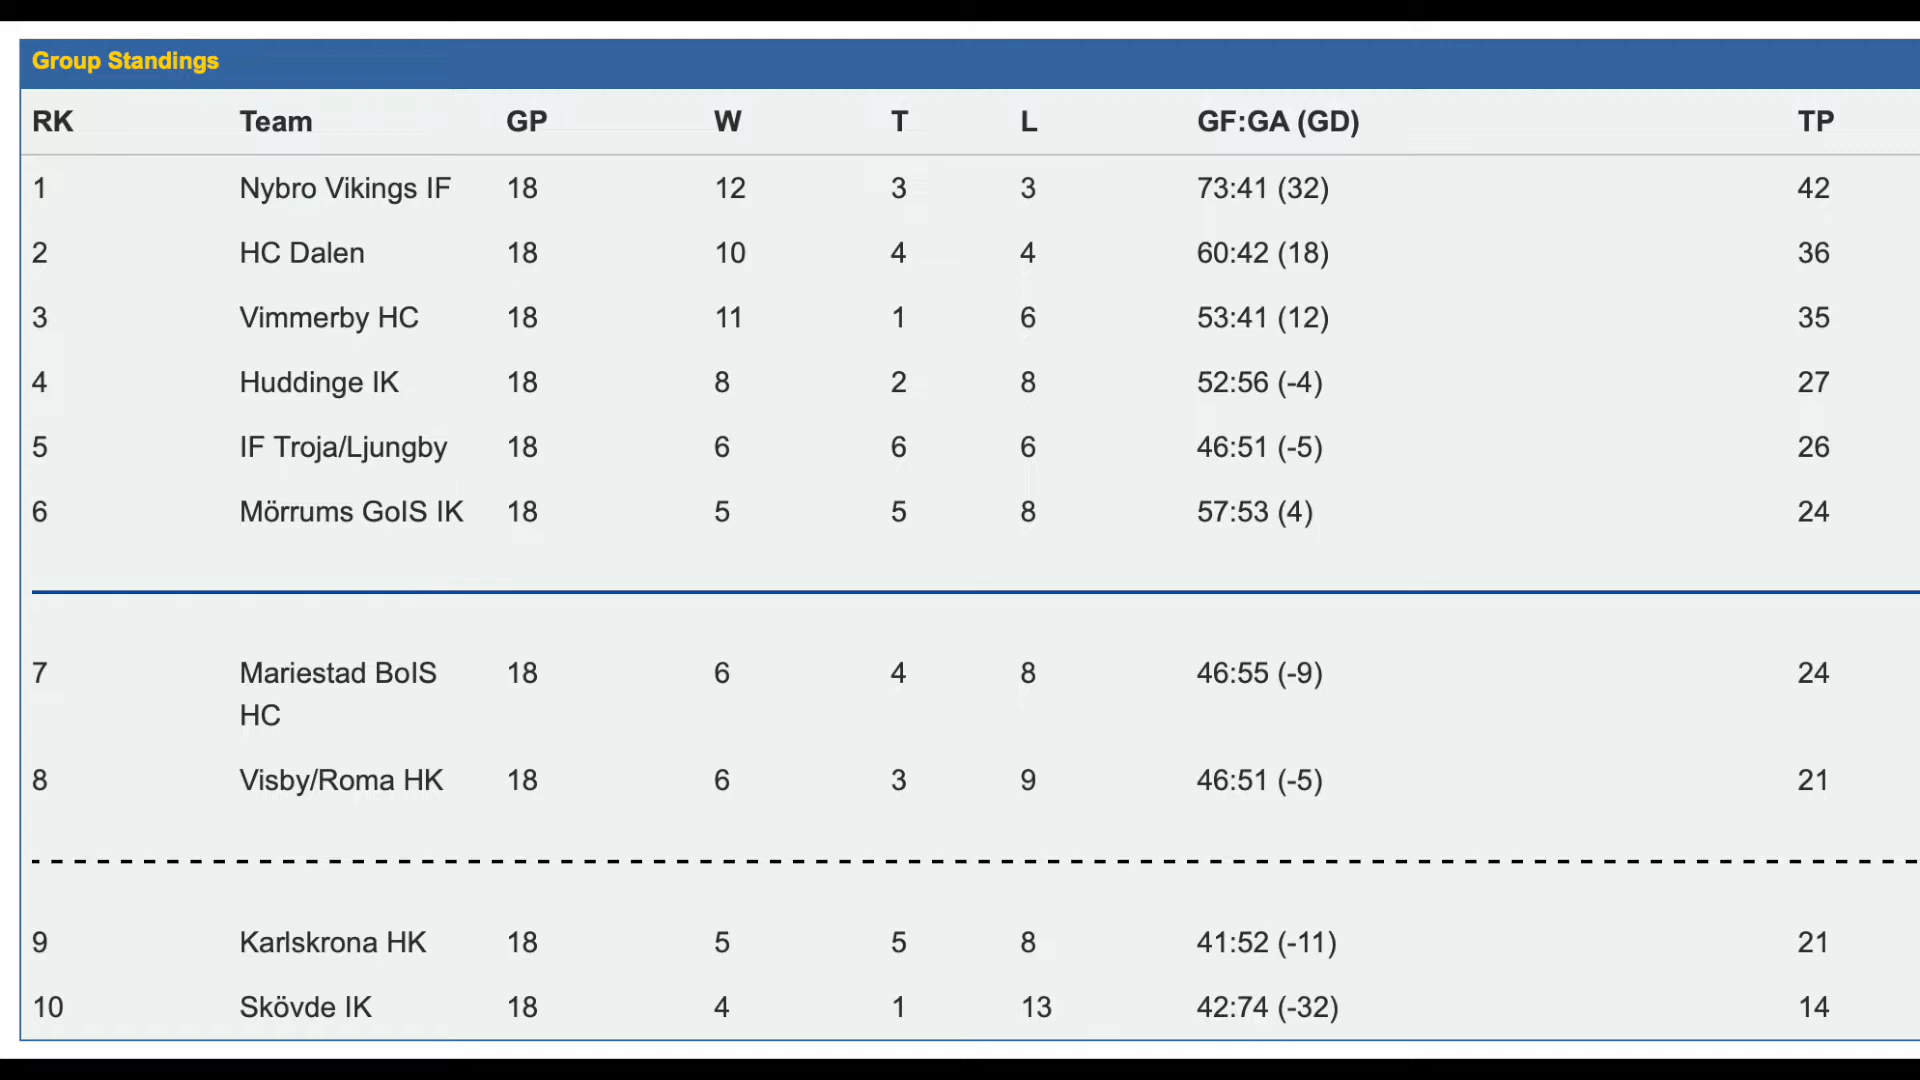 Group Standings
RK Team GP W T L GF:GA (GD) TP
1 Nybro Vikings IF 18 12 3 3 73:41 (32) 42
2 HC Dalen 18 10 4 4 60:42 (18) 36
3 Vimmerby HC 18 11 1 6 53:41 (12) 35
4 Huddinge IK 18 8 2 8 52:56 (-4) 27
5 IF Troja/Ljungby 18 6 6 6 46:51 (-5) 26
6 Mörrums GoIS IK 18 5 5 8 57:53 (4) 24
7 Mariestad BoIS 18 6 4 8 46:55 (-9) 24
HC
8 Visby/Roma HK 18 6 3 9 46:51 (-5) 21
9 Karlskrona HK 18 5 5 8 41:52 (-11) 21
10 Skövde IK 18 4 1 13 42:74 (-32) 14